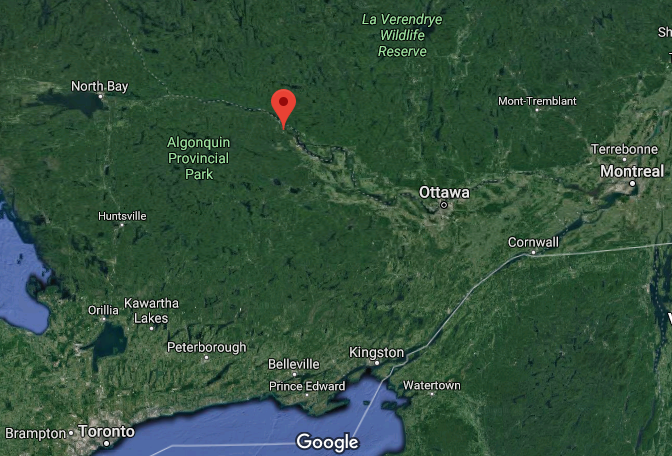 La Verendrye
Wildlife
Reserve
Sh
North Bay
Mont-Tremblant
Algonquin
Provincial
Park
Terrebonne
Montreal
Ottawa
Huntsville
Cornwall
Orillia
Kawartha
Lakes
Peterborough
Kingston
Belleville
Prince Edward
Watertown
Brampton
Toronto
Google